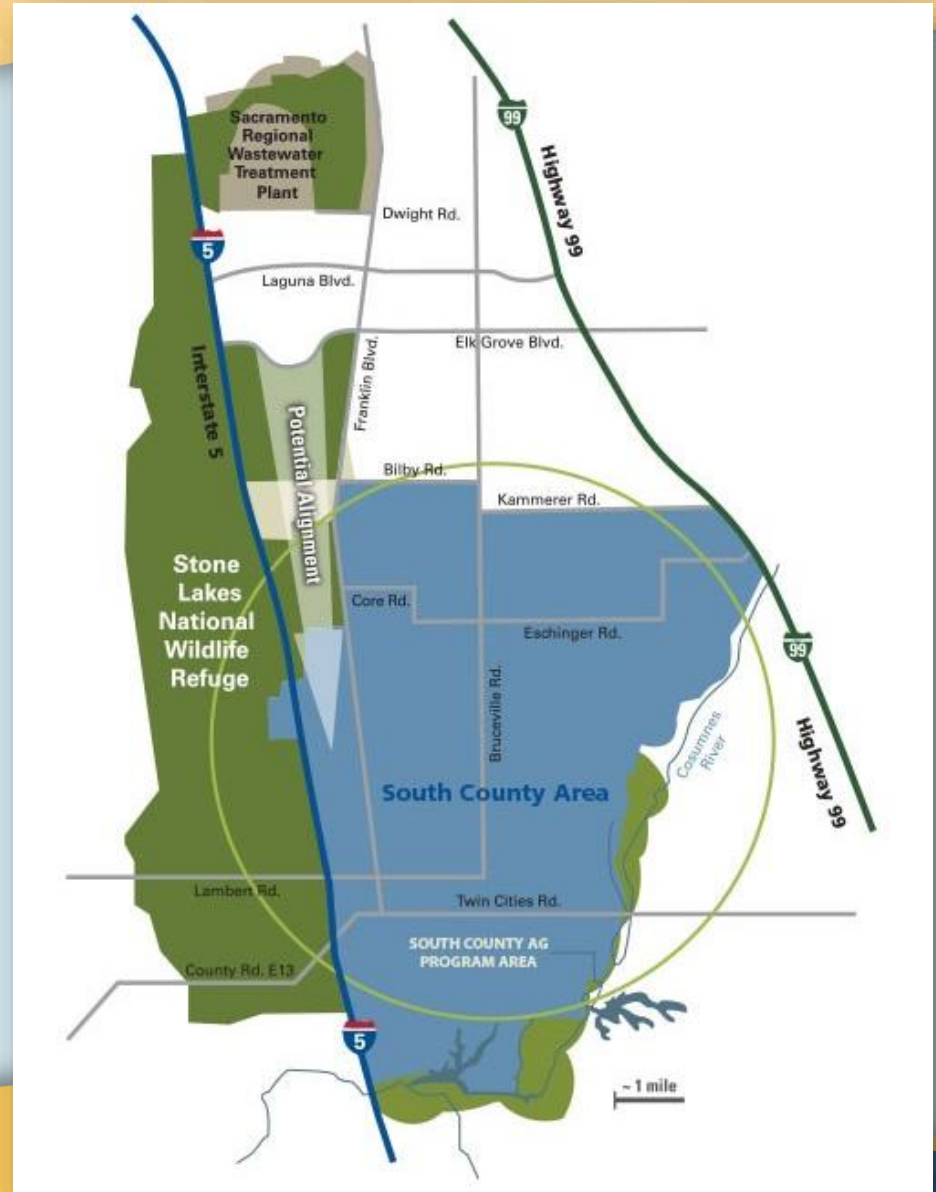 Sacramento
Regional
Wastewater
Treatment
Plant
99
Highway 99
Dwight Rd.
5
Laguna Blvd.
Elk Grove Blvd.
Interstate 5
Franklin Blvd.
Potential Alignment
Bilby Rd.
Kammerer Rd.
Stone
Lakes
National
Wildlife
Refuge
Core Rd.
Eschinger Rd.
99
Bruceville Rd.
Cosumnes
River
Highway 99
South County Area
Lambert Rd.
Twin Cities Rd.
SOUTH COUNTY AG
PROGRAM AREA
County Rd. E13
5
~ 1 mile